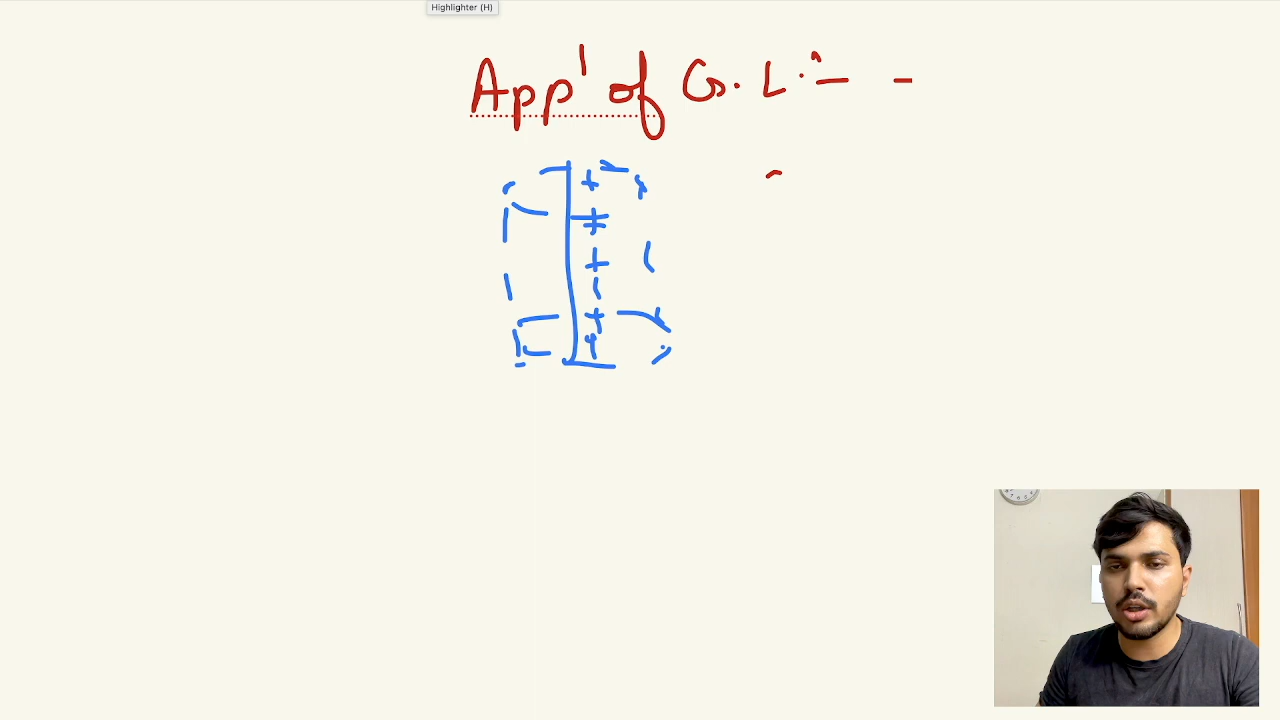 Highlighter (H)
App' of G. L :- -
+
+
+
+
+